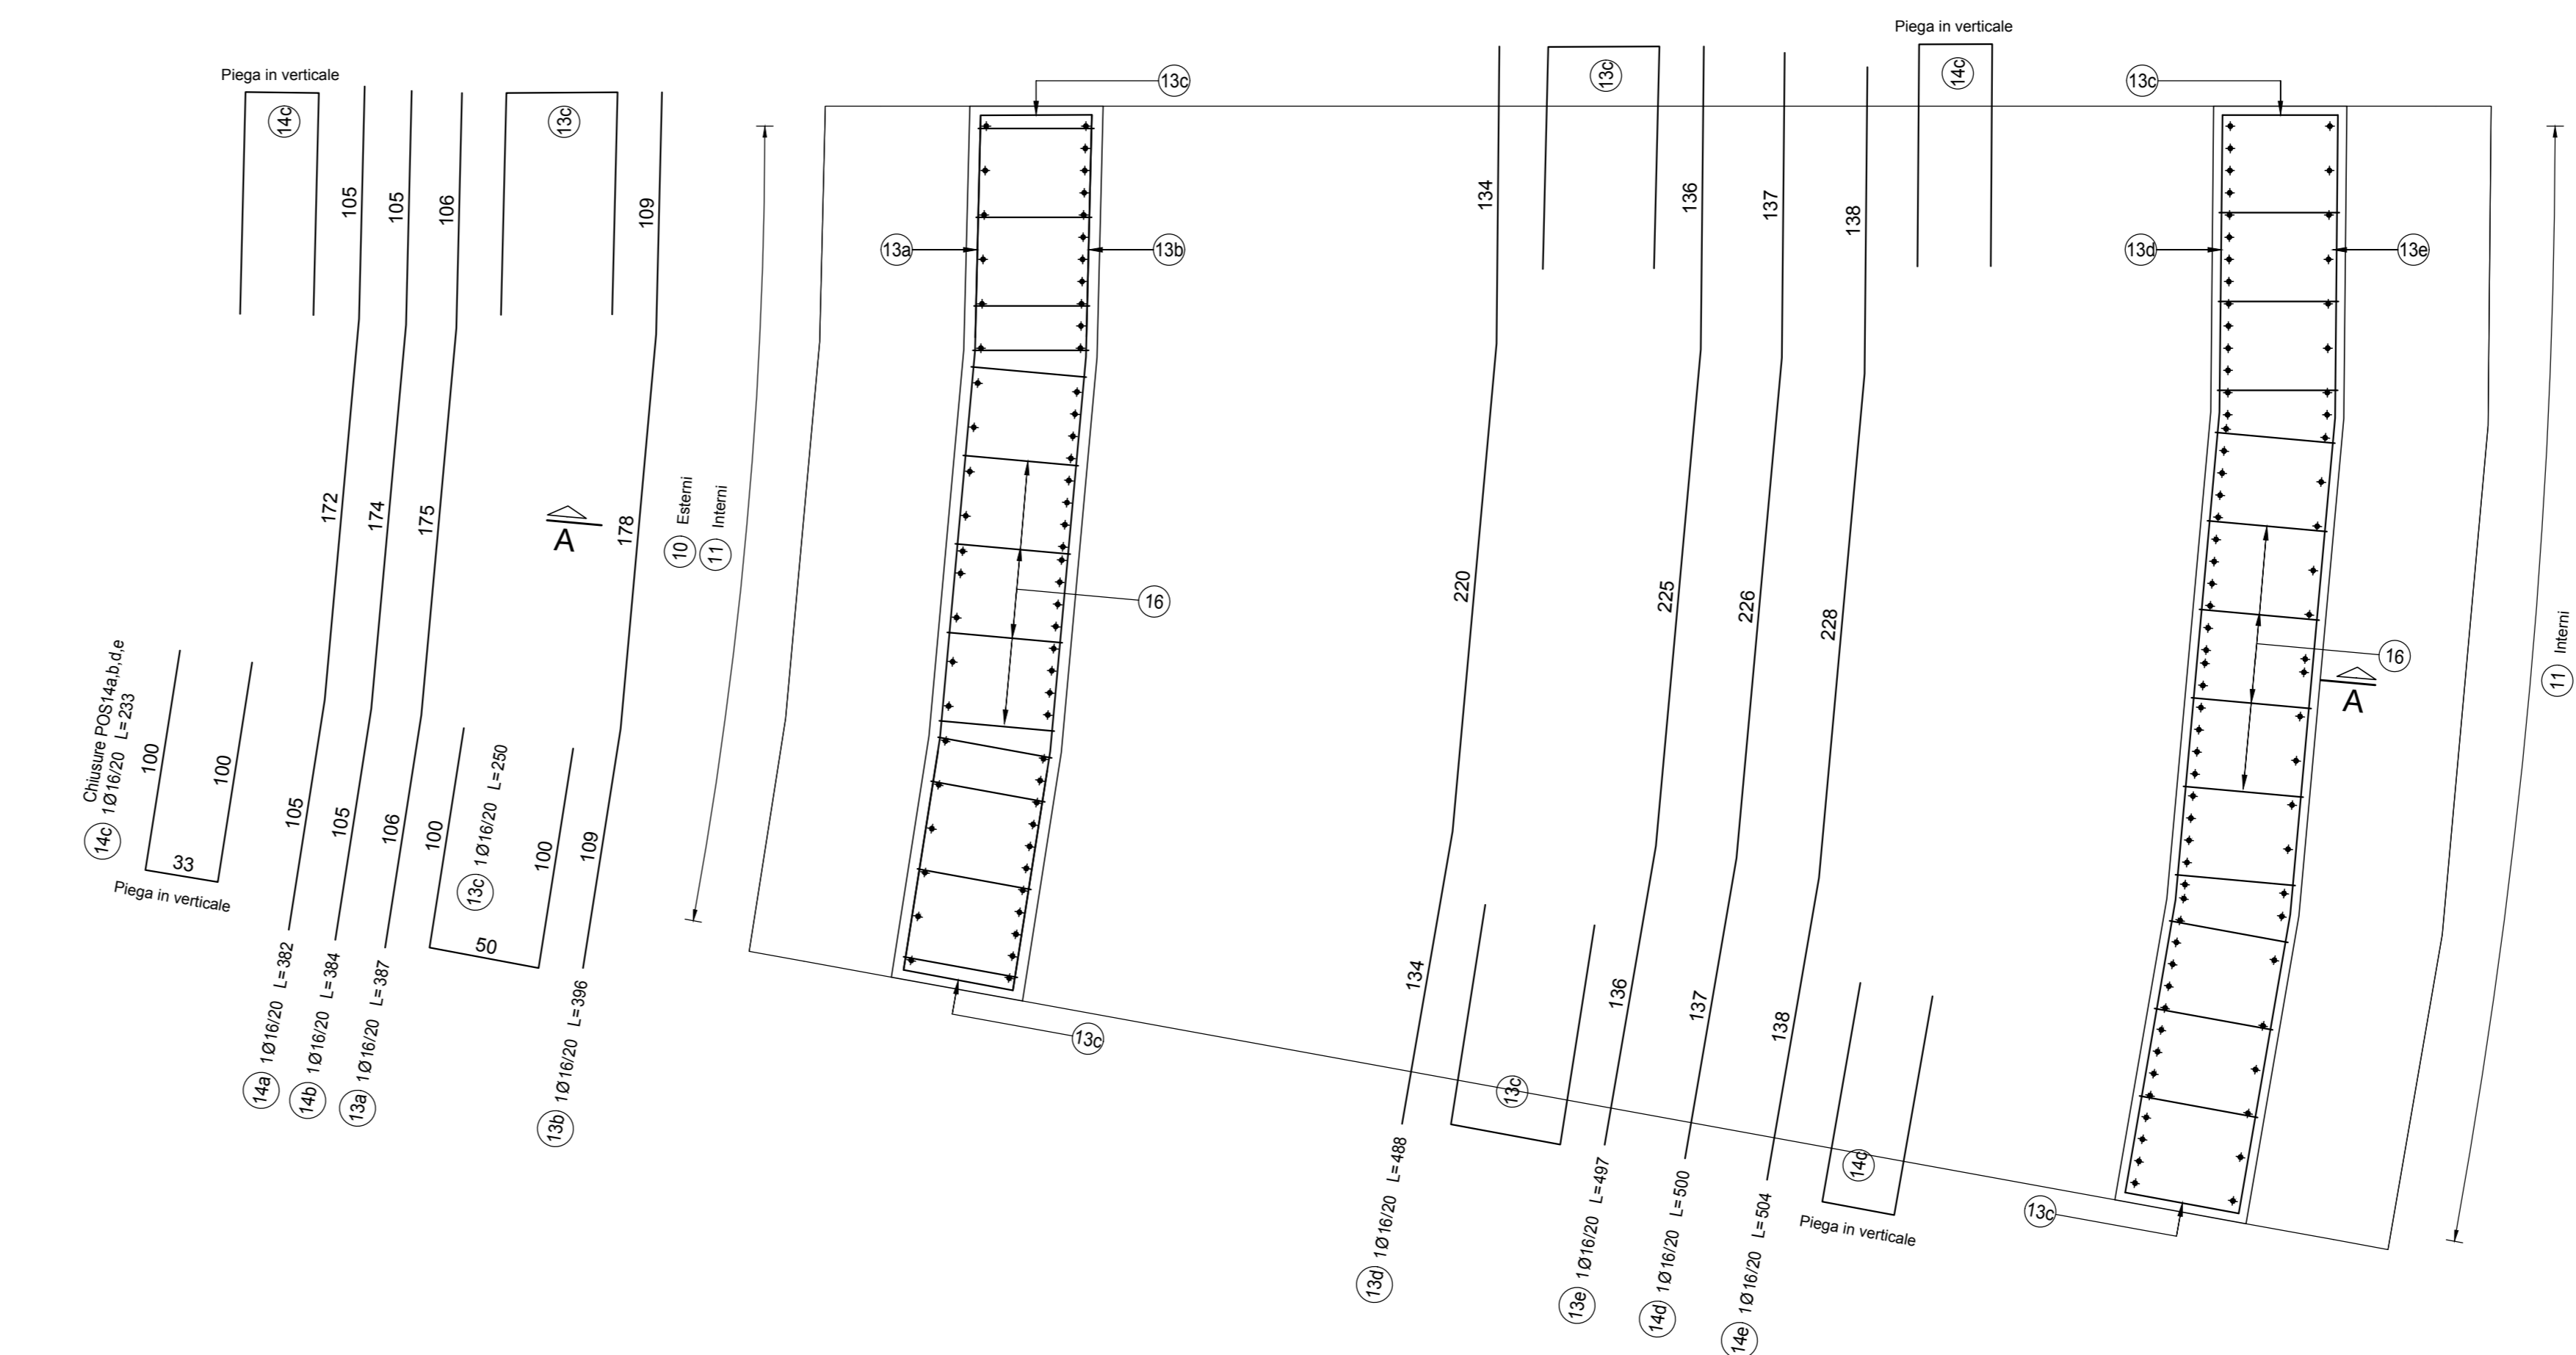 Piega in verticale
14c
105
105
106
13c
109
172
174
175
178
A
10 Esterni
11 Interni
Chiusure POS14a,b,d,e
14c 1Ø16/20 L=233
100
100
33
Piega in verticale
105
105
106
100
13c 1Ø16/20 L=250
100
50
109
14a 1Ø16/20 L=382
14b 1Ø16/20 L=384
13a 1Ø16/20 L=387
13b 1Ø16/20 L=396
13c
13a
13b
16
13c
Piega in verticale
134
13c
136
137
138
14c
220
225
226
228
134
13c
136
137
138
14c
Piega in verticale
13d 1Ø16/20 L=488
13e 1Ø16/20 L=497
14d 1Ø16/20 L=500
14e 1Ø16/20 L=504
13c
13d
13e
16
A
11 Interni
13c